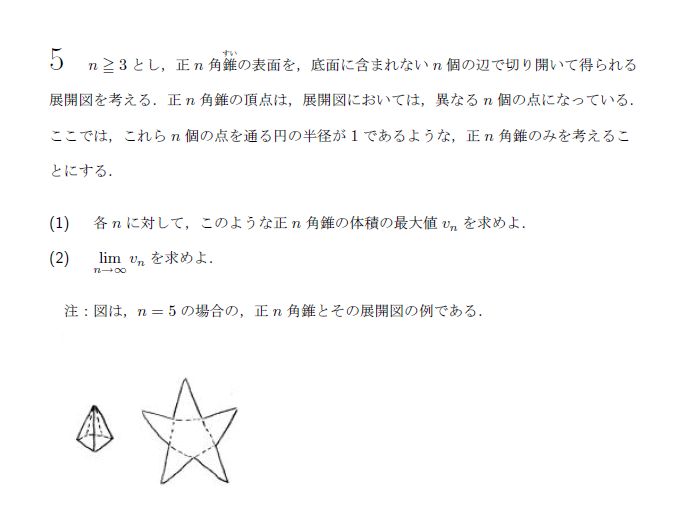 5 n ≧ 3 とし，正 n 角錐の表面を，底面に含まれない n 個の辺で切り開いて得られる
展開図を考える．正 n 角錐の頂点は，展開図においては，異なる n 個の点になっている．
ここでは，これら n 個の点を通る円の半径が 1 であるような，正 n 角錐のみを考えるこ
とにする．
(1) 各 n に対して，このような正 n 角錐の体積の最大値 vₙ を求めよ．
(2) lim n→∞ vₙ を求めよ．
注：図は，n = 5 の場合の，正 n 角錐とその展開図の例である．